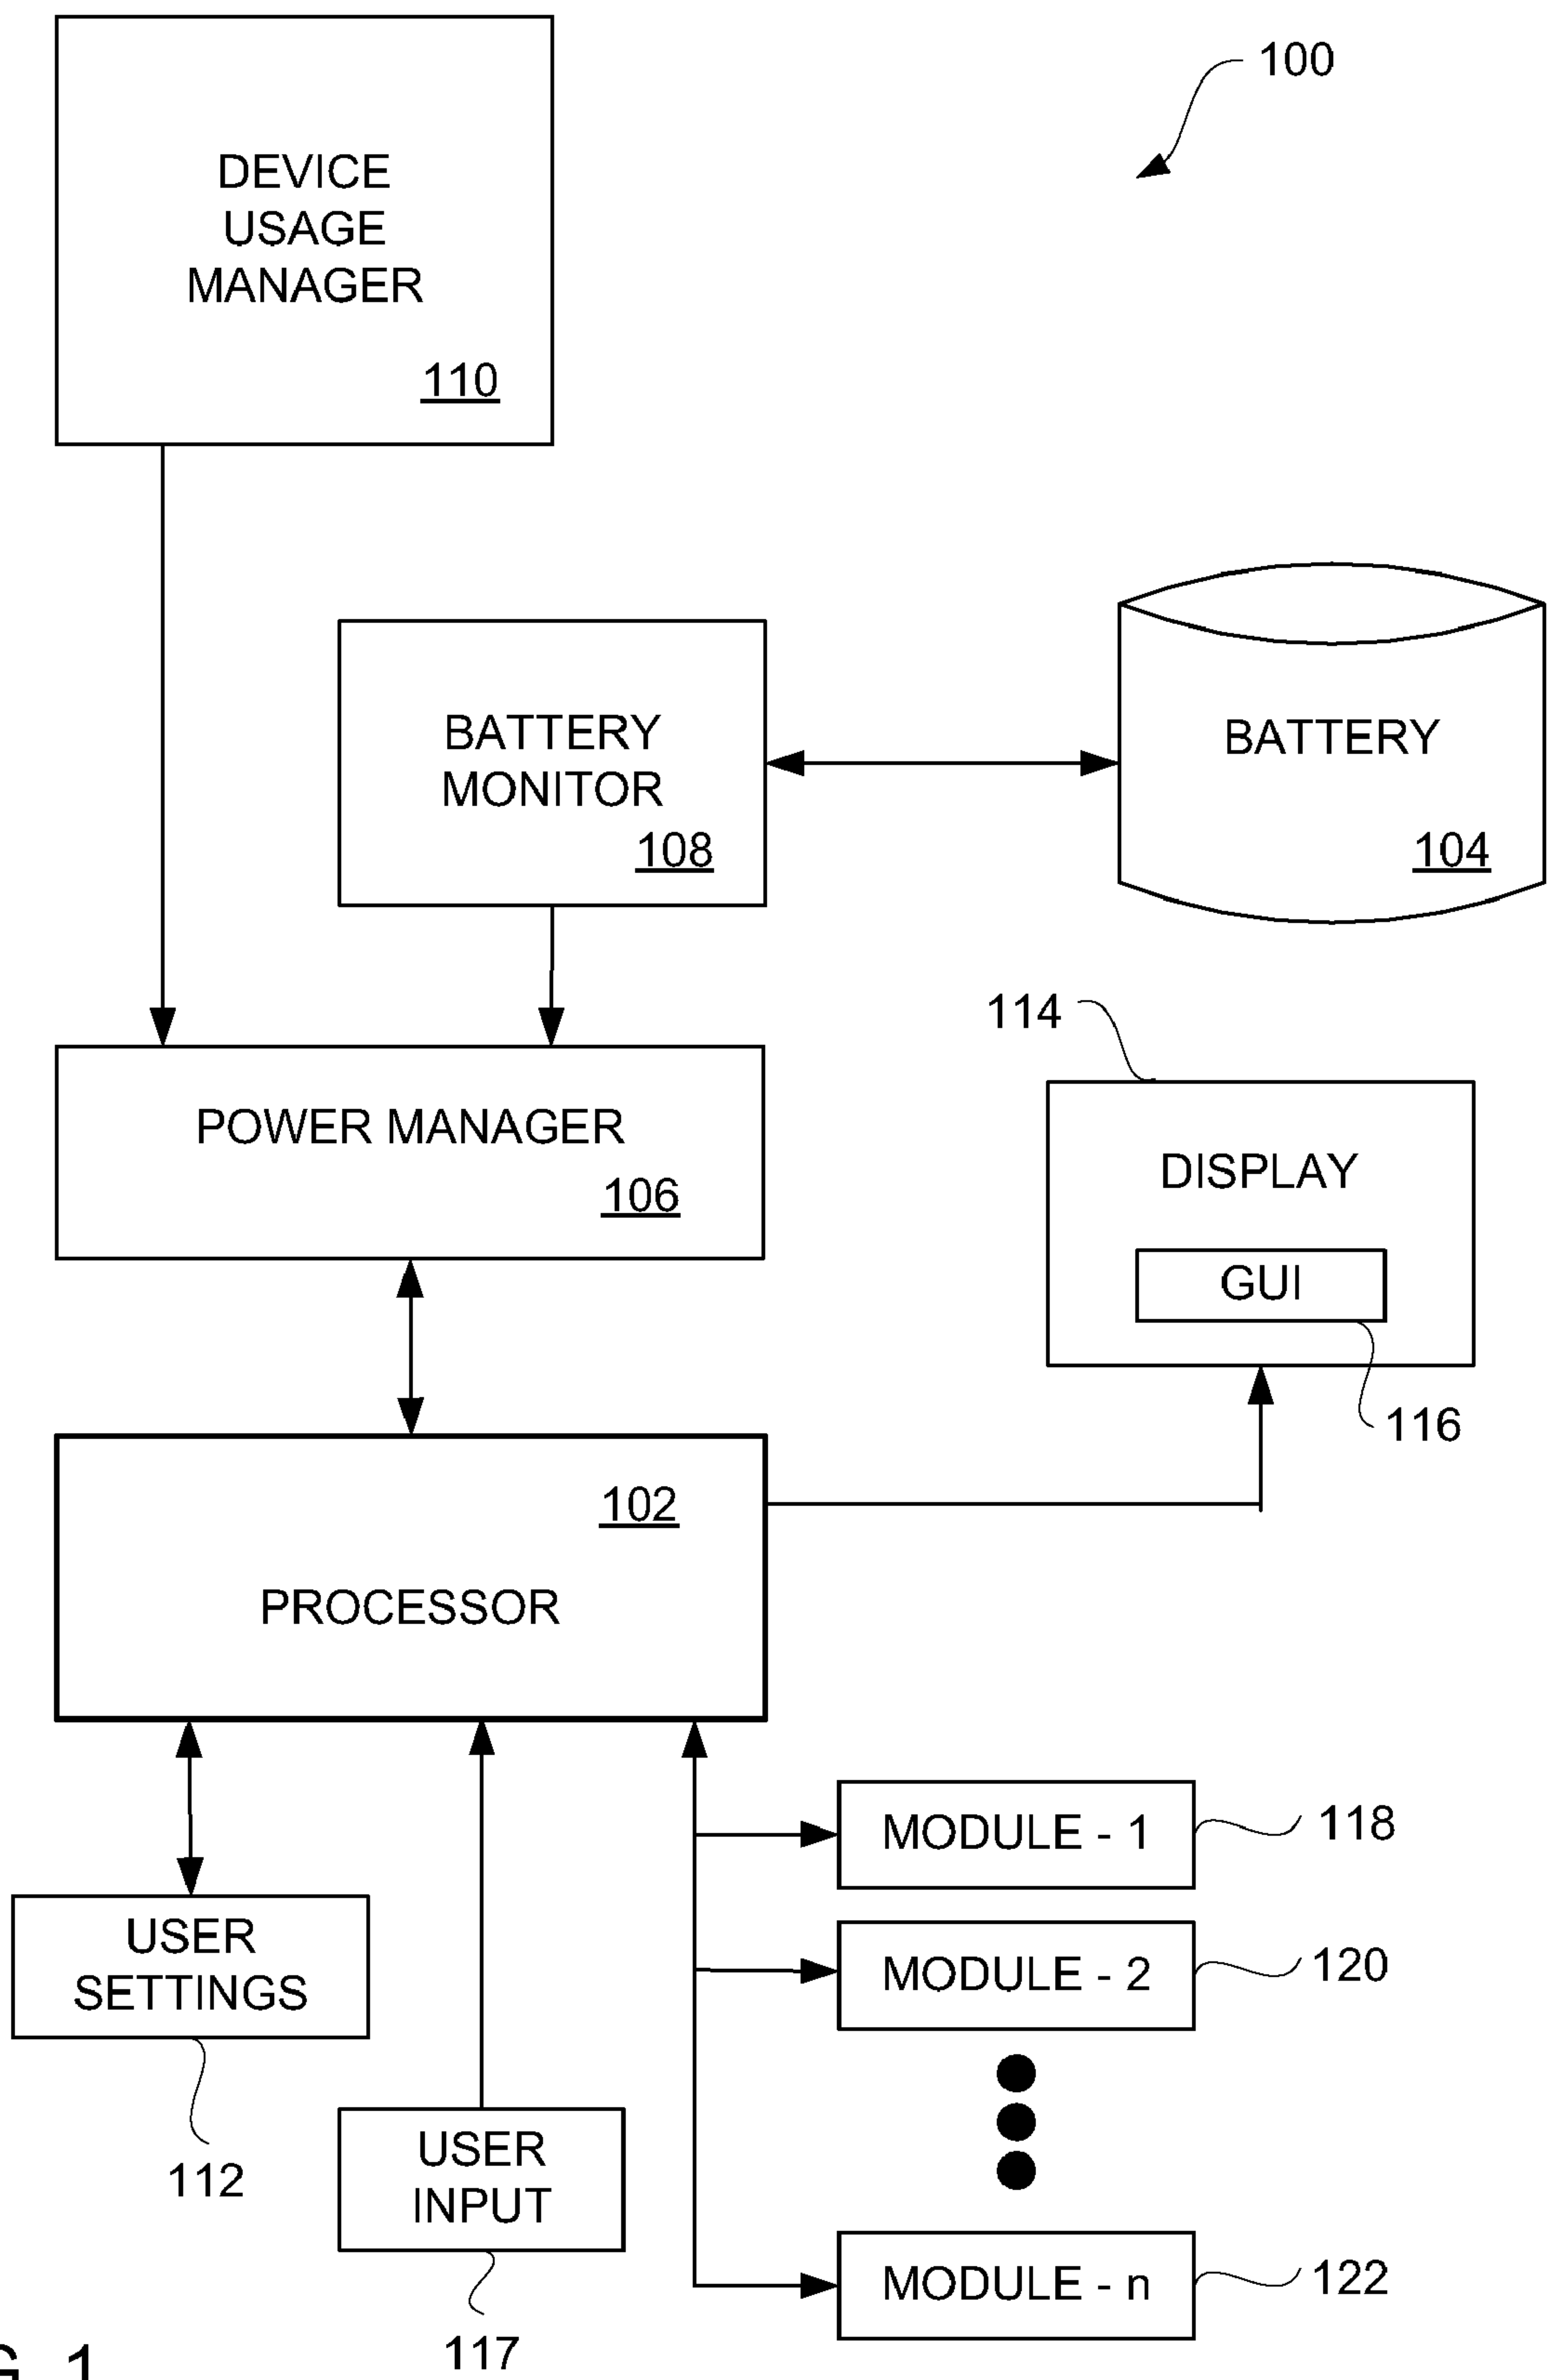 100
DEVICE
USAGE
MANAGER
110
BATTERY
MONITOR
108
BATTERY
104
114
POWER MANAGER
106
DISPLAY
GUI
116
102
PROCESSOR
MODULE - 1
118
USER
SETTINGS
MODULE - 2
120
112
USER
INPUT
MODULE - n
122
117
1